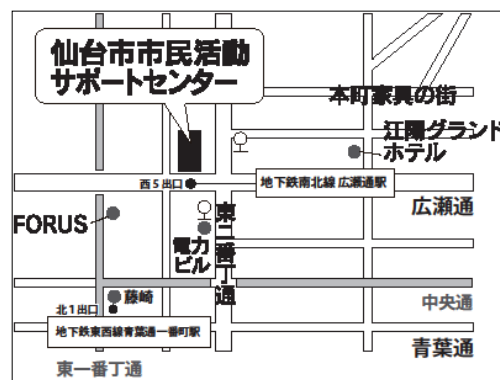 仙台市市民活動
サポートセンター
本町家具の街
江陽グランド
ホテル
西5出口
地下鉄南北線 広瀬通駅
広瀬通
FORUS
東二番丁通
電力
ビル
藤崎
中央通
北1出口
地下鉄東西線青葉通一番町駅
青葉通
東一番丁通